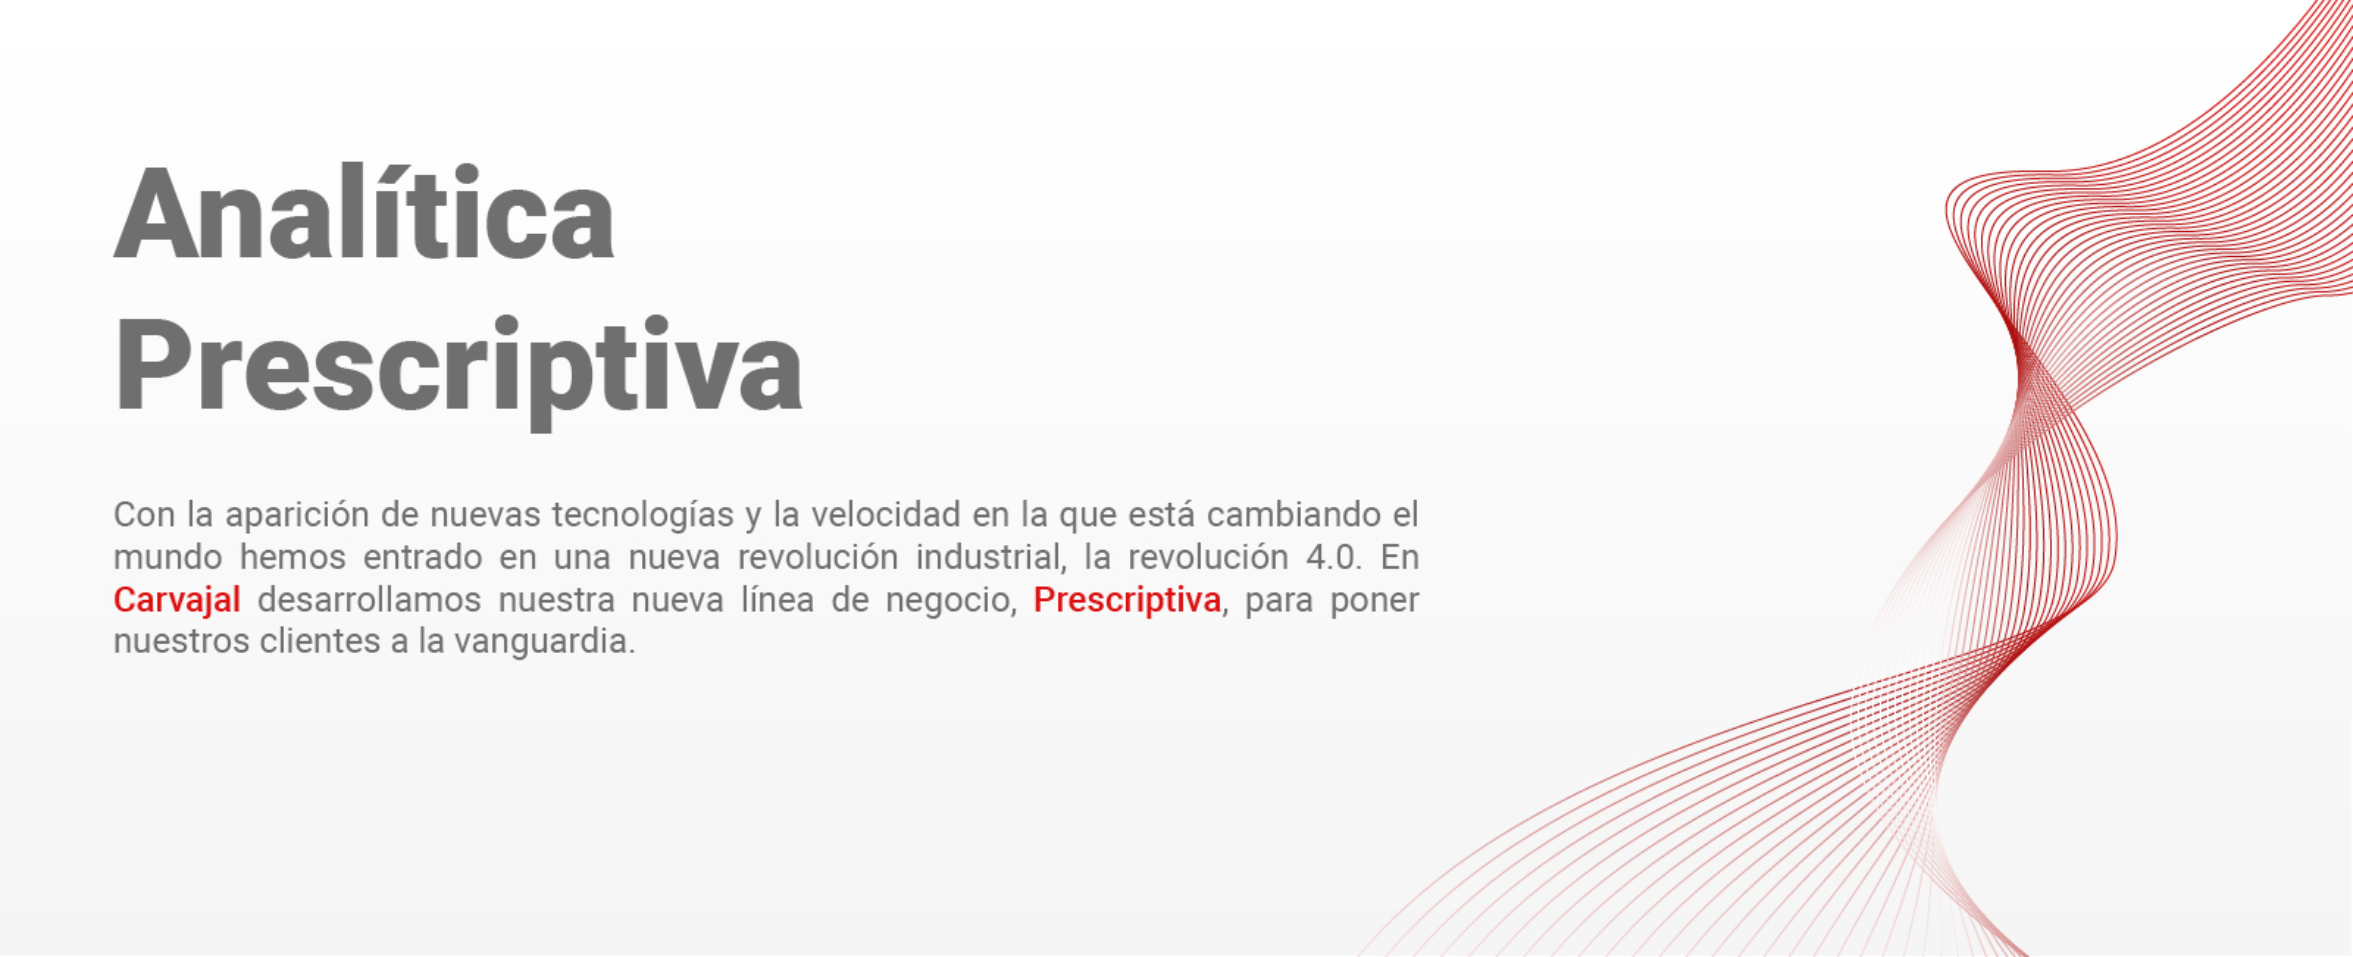 Analítica
Prescriptiva
Con la aparición de nuevas tecnologías y la velocidad en la que está cambiando el
mundo hemos entrado en una nueva revolución industrial, la revolución 4.0. En
Carvajal desarrollamos nuestra nueva línea de negocio, Prescriptiva, para poner
nuestros clientes a la vanguardia.